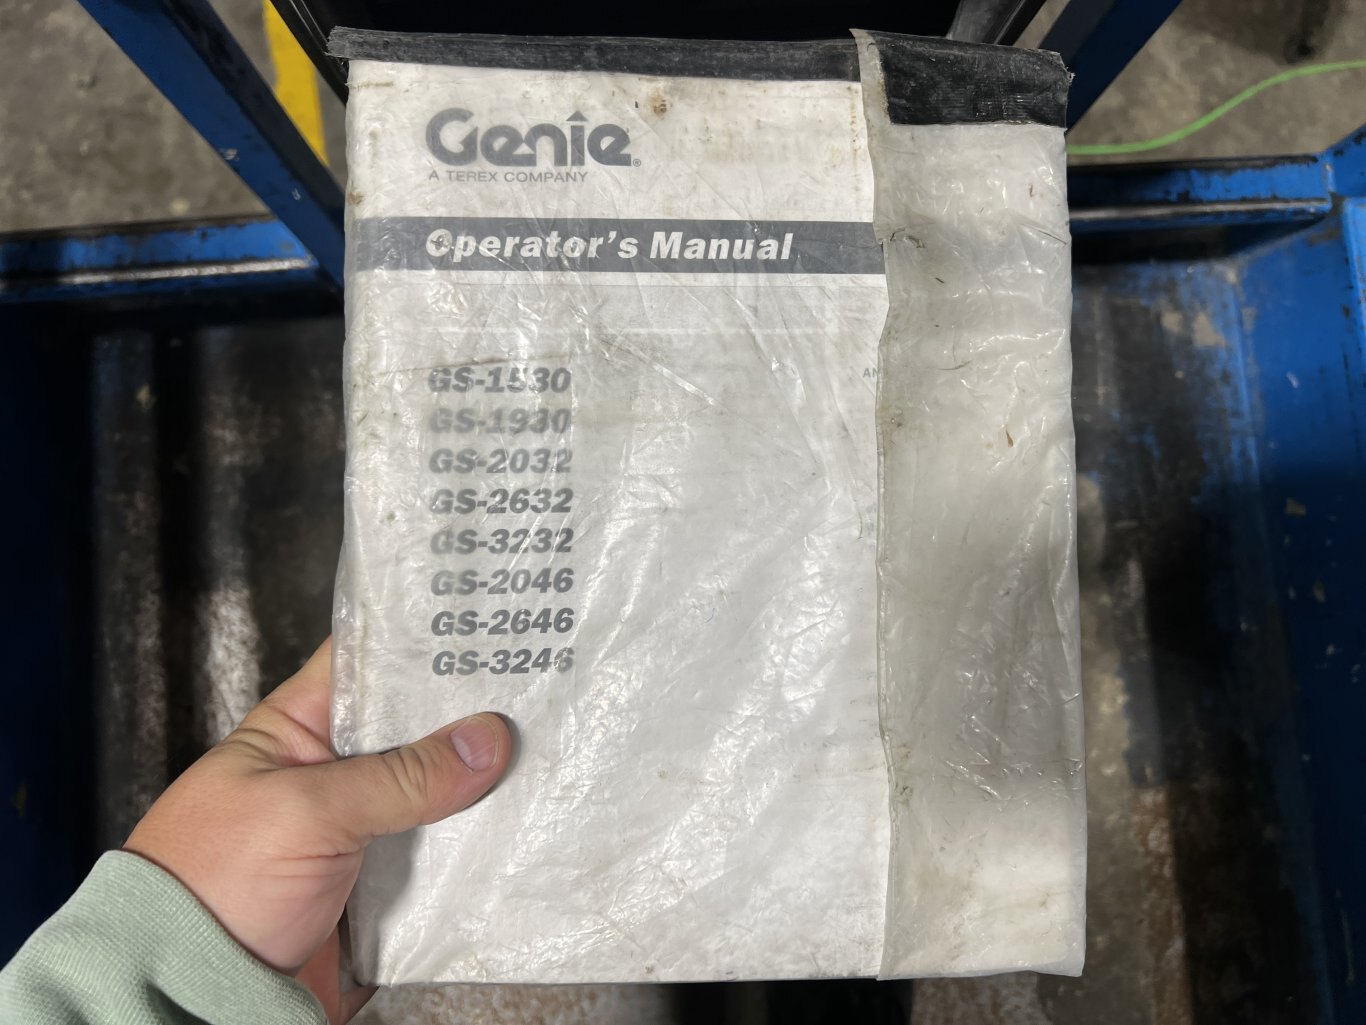 Genie®
A TEREX COMPANY
Operator's Manual
AN
GS-1530
GS-1930
GS-2032
GS-2632
GS-3232
GS-2046
GS-2646
GS-3246